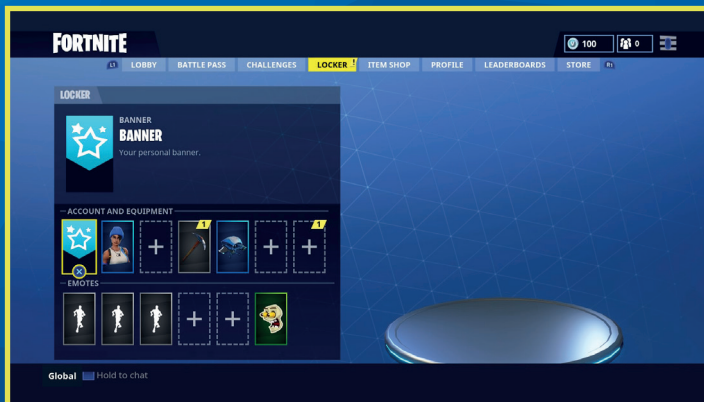 FORTNITE
100
0
L1 LOBBY BATTLE PASS CHALLENGES LOCKER ! ITEM SHOP PROFILE LEADERBOARDS STORE R1
LOCKER
BANNER
BANNER
Your personal banner.
ACCOUNT AND EQUIPMENT
1
1
EMOTES
Global Hold to chat